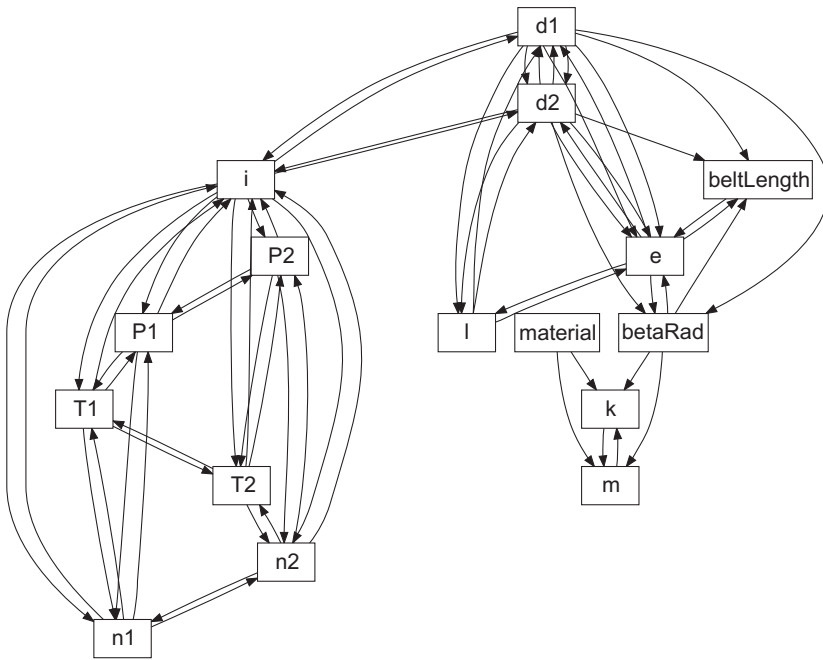 d1
d2
i
beltLength
P2
e
P1
l
material
betaRad
T1
k
T2
m
n2
n1